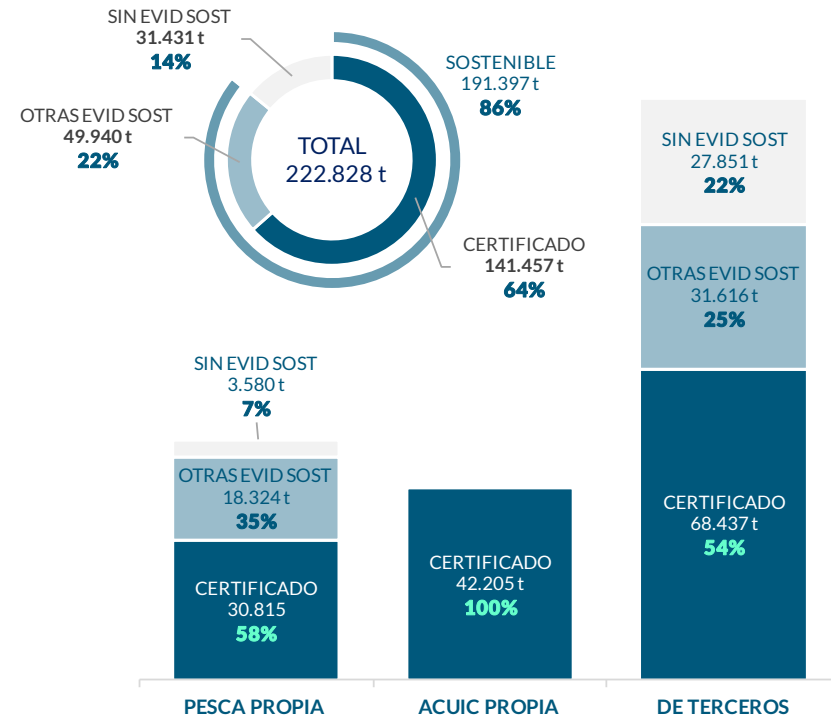 SIN EVID SOST
31.431 t
14%
OTRAS EVID SOST
49.940 t
22%
TOTAL
222.828 t
SOSTENIBLE
191.397 t
86%
CERTIFICADO
141.457 t
64%
SIN EVID SOST
3.580 t
7%
OTRAS EVID SOST
18.324 t
35%
CERTIFICADO
30.815
58%
CERTIFICADO
42.205 t
100%
SIN EVID SOST
27.851 t
22%
OTRAS EVID SOST
31.616 t
25%
CERTIFICADO
68.437 t
54%
PESCA PROPIA
ACUIC PROPIA
DE TERCEROS